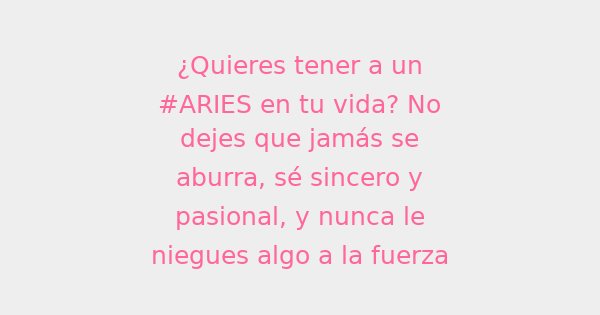 ¿Quieres tener a un
#ARIES en tu vida? No
dejes que jamás se
aburra, sé sincero y
pasional, y nunca le
niegues algo a la fuerza